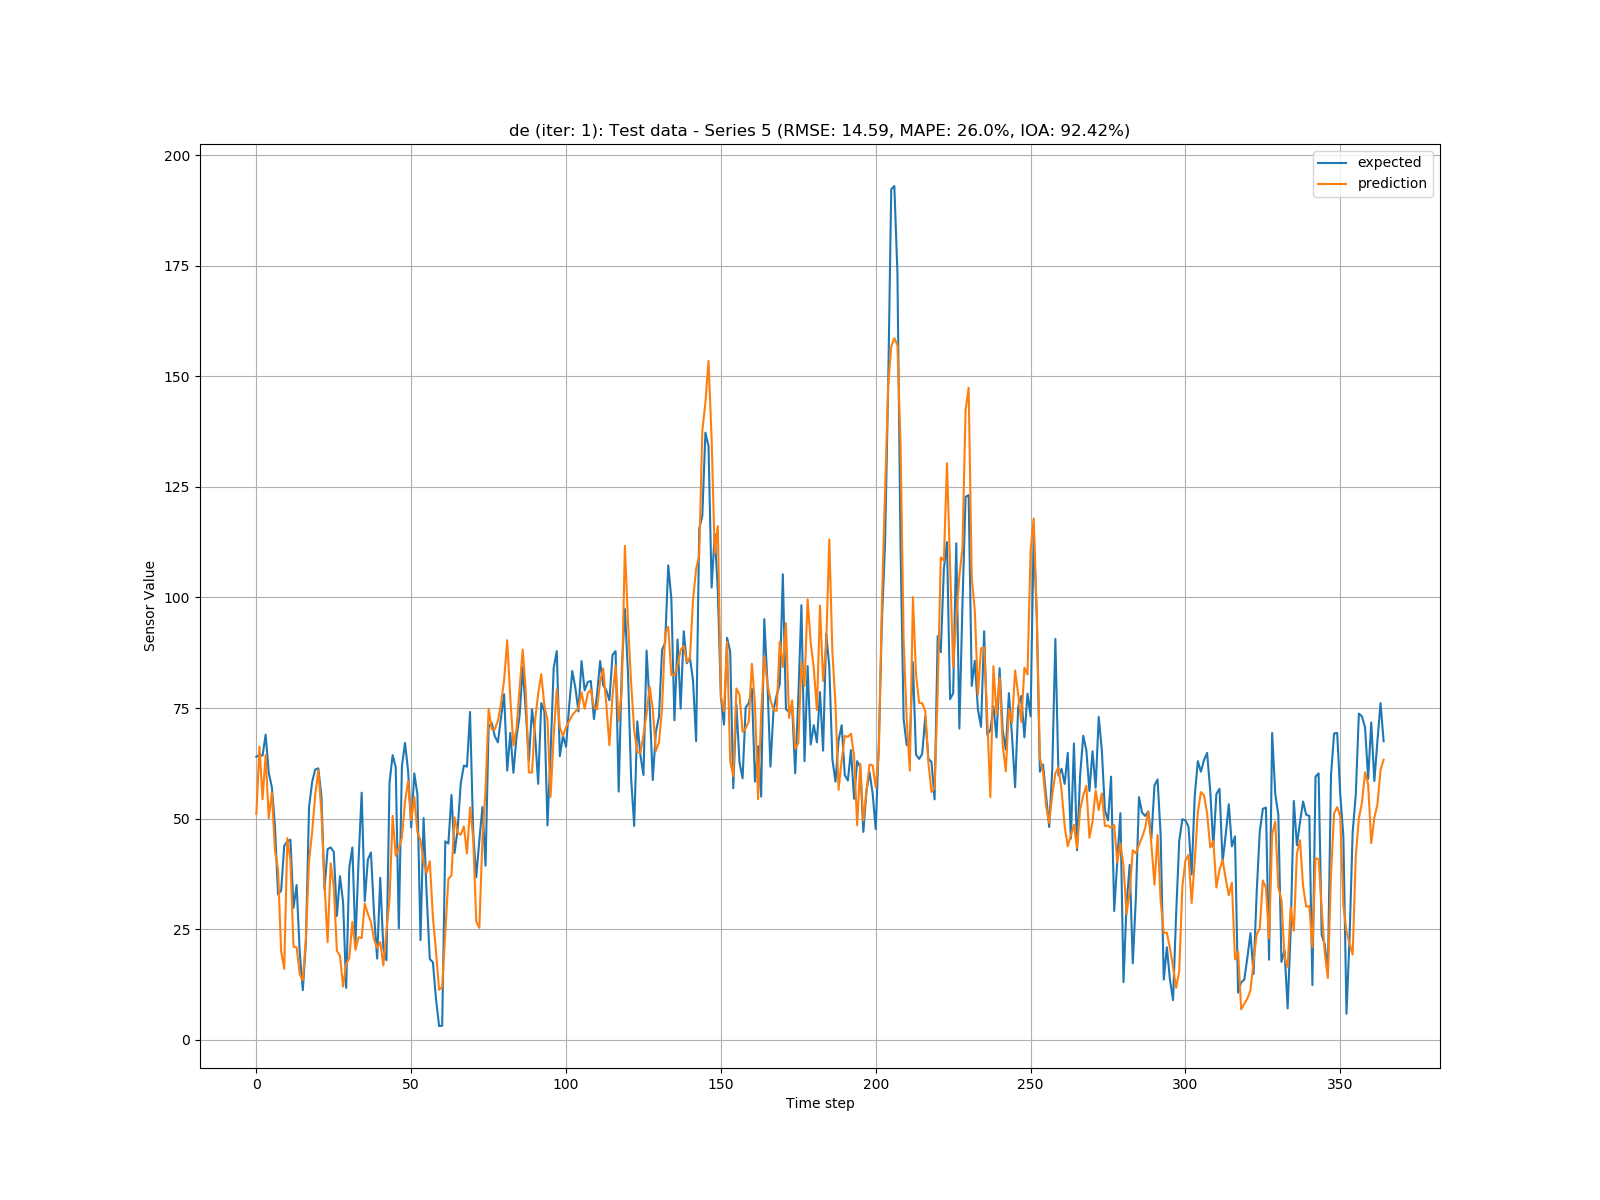 de (iter: 1): Test data - Series 5 (RMSE: 14.59, MAPE: 26.0%, IOA: 92.42%)
expected
prediction
200
175
150
125
100
75
50
25
0
Sensor Value
0 50 100 150 200 250 300 350
Time step